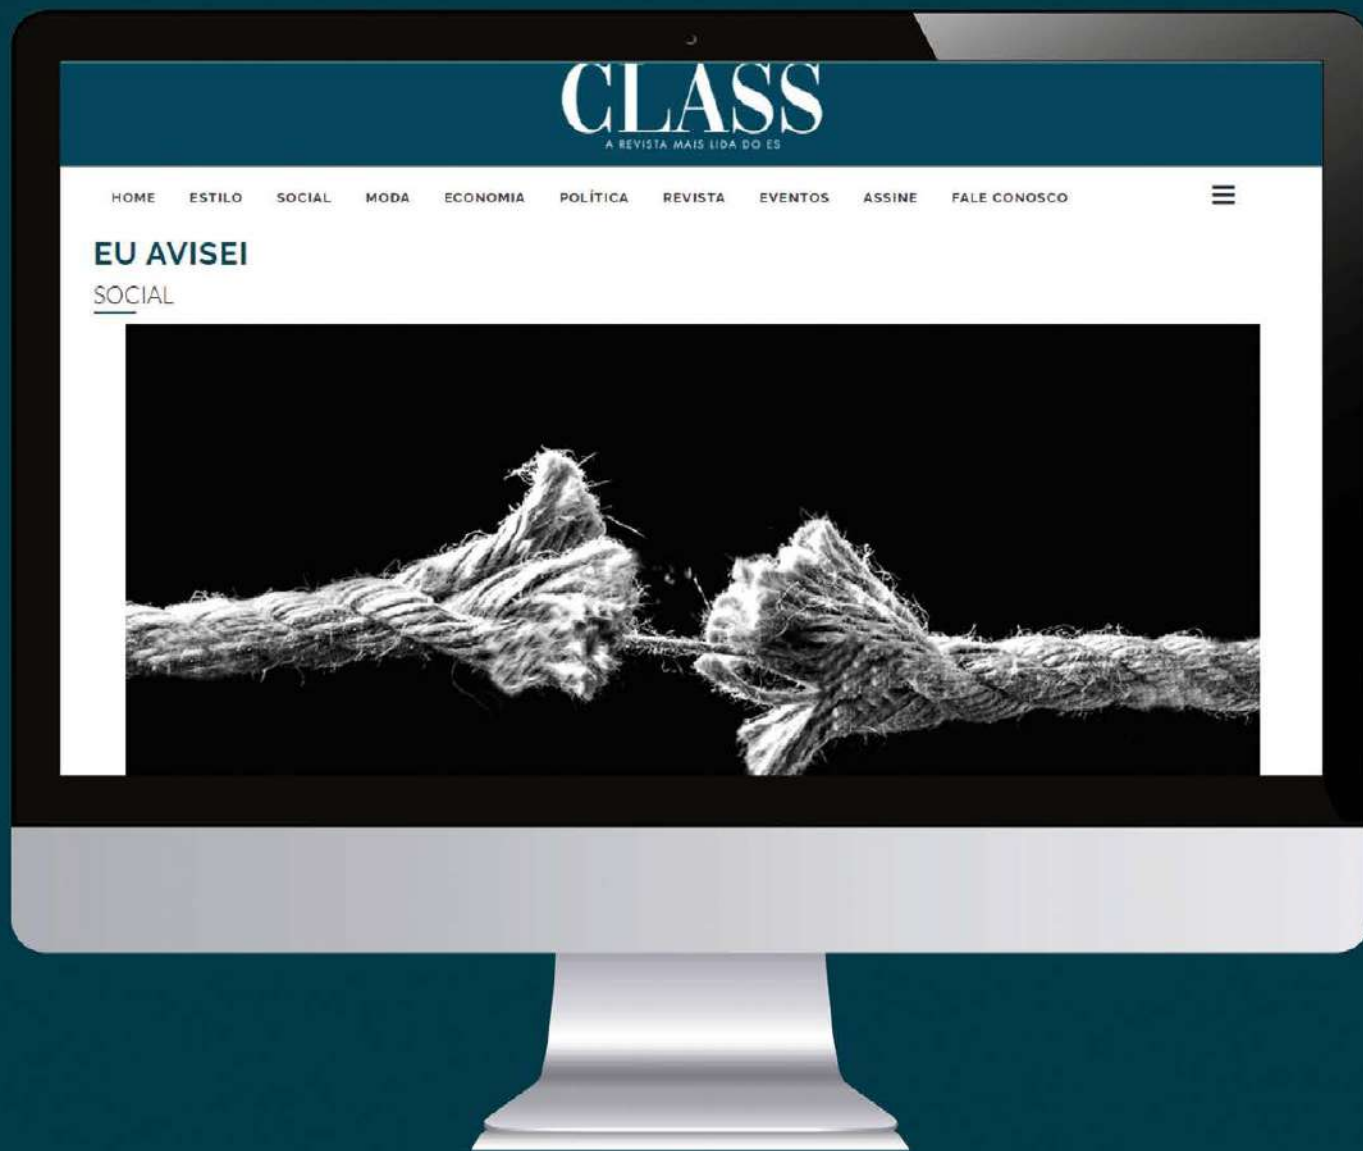 CLASS
A REVISTA MAIS LIDA DO ES
HOME ESTILO SOCIAL MODA ECONOMIA POLÍTICA REVISTA EVENTOS ASSINE FALE CONOSCO
EU AVISEI
SOCIAL